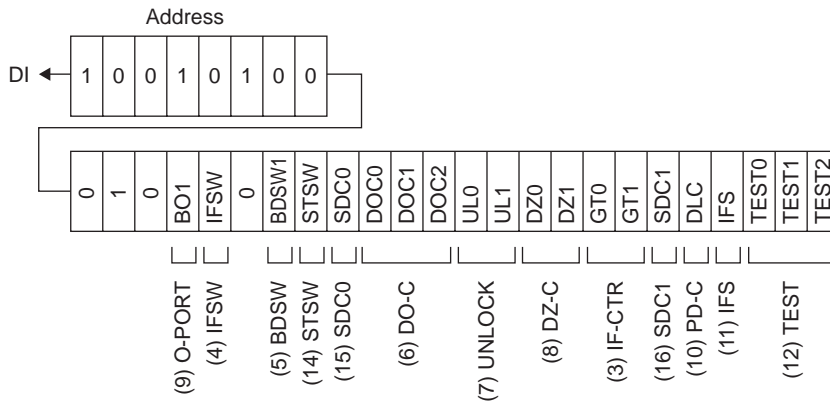 Address
DI 1 0 0 1 0 1 0 0
0 1 0 BO1 IFSW 0 BDSW1 STSW SDC0 DOC0 DOC1 DOC2 UL0 UL1 DZ0 DZ1 GT0 GT1 SDC1 DLC IFS TEST0 TEST1 TEST2
(9) O-PORT
(4) IFSW
(5) BDSW
(14) STSW
(15) SDC0
(6) DO-C
(7) UNLOCK
(8) DZ-C
(3) IF-CTR
(16) SDC1
(10) PD-C
(11) IFS
(12) TEST